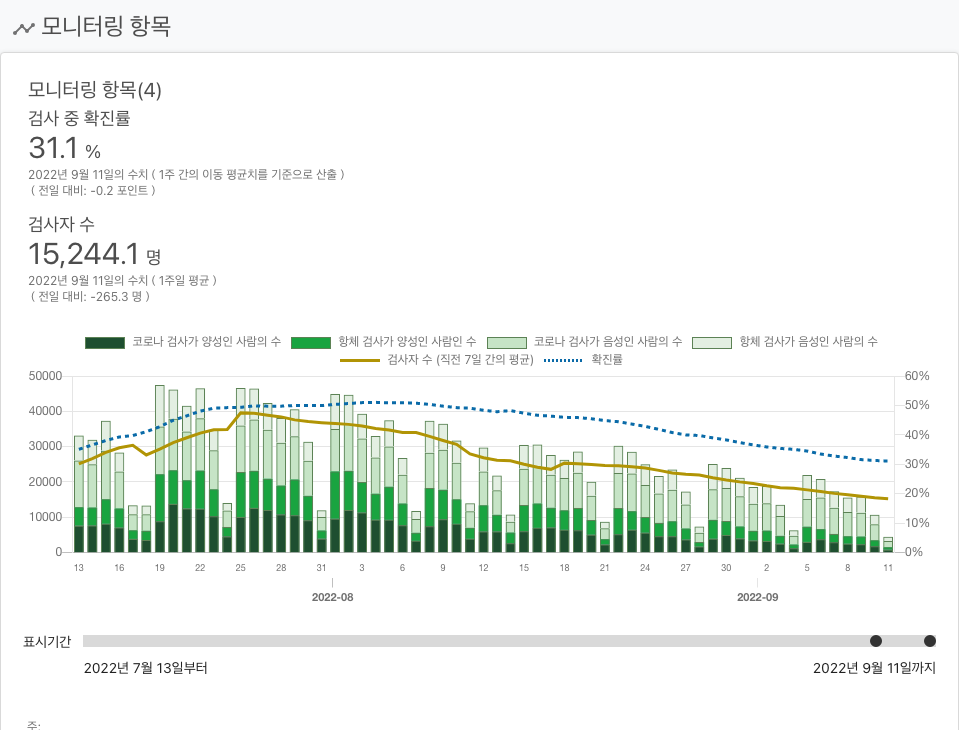 모니터링 항목
모니터링 항목(4)
검사 중 확진률
31.1 %
2022년 9월 11일의 수치 ( 1주 간의 이동 평균치를 기준으로 산출 )
( 전일 대비: -0.2 포인트 )
검사자 수
15,244.1 명
2022년 9월 11일의 수치 ( 1주일 평균 )
( 전일 대비: -265.3 명 )
코로나 검사가 양성인 사람의 수 항체 검사가 양성인 사람인 수 코로나 검사가 음성인 사람의 수 항체 검사가 음성인 사람의 수
검사자 수 (직전 7일 간의 평균) 확진률
50000 60%
50%
40000
40%
30000
30%
20000
20%
10000
10%
0 0%
13 16 19 22 25 28 31 3 6 9 12 15 18 21 24 27 30 2 5 8 11
2022-08 2022-09
표시기간
2022년 7월 13일부터 2022년 9월 11일까지
주: